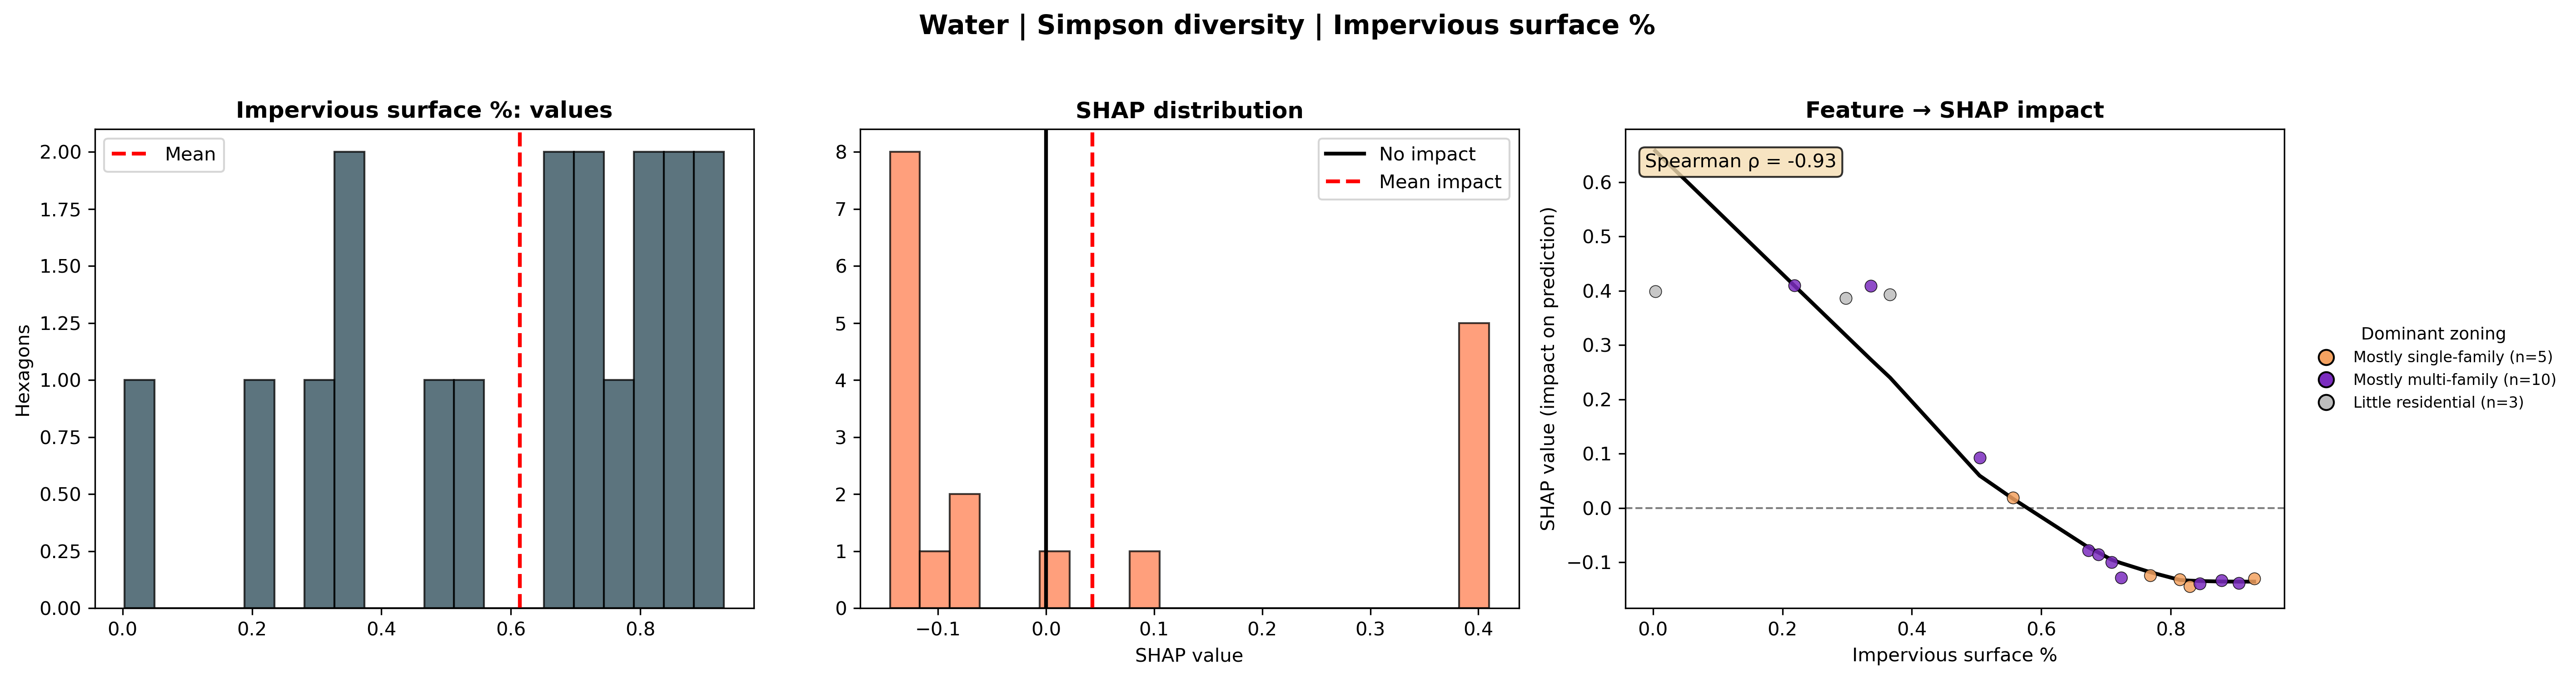 Water | Simpson diversity | Impervious surface %
Impervious surface %: values
Mean
2.00
1.75
1.50
1.25
1.00
0.75
0.50
0.25
0.00
Hexagons
0.0 0.2 0.4 0.6 0.8
SHAP distribution
No impact
Mean impact
8
7
6
5
4
3
2
1
0
−0.1 0.0 0.1 0.2 0.3 0.4
SHAP value
Feature → SHAP impact
Spearman ρ = -0.93
0.6
0.5
0.4
0.3
0.2
0.1
0.0
−0.1
SHAP value (impact on prediction)
0.0 0.2 0.4 0.6 0.8
Impervious surface %
Dominant zoning
Mostly single-family (n=5)
Mostly multi-family (n=10)
Little residential (n=3)